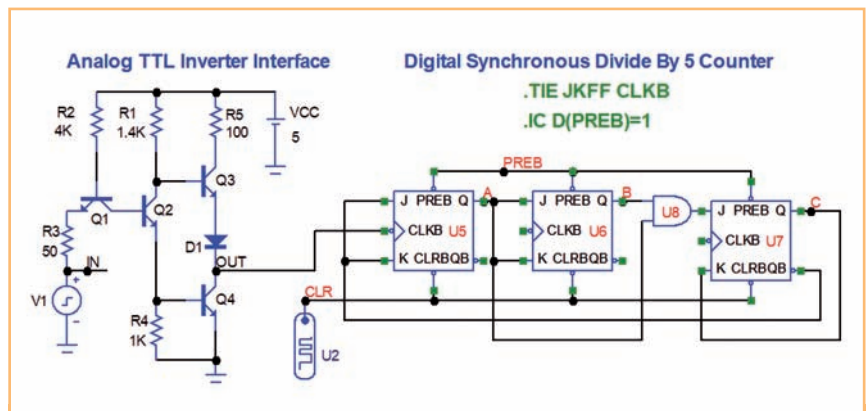 Analog TTL Inverter Interface
Digital Synchronous Divide By 5 Counter
.TIE JKFF CLKB
.IC D(PREB)=1
R2
4K
R1
1.4K
R5
100
VCC
5
Q1
Q2
Q3
D1
OUT
Q4
R3
50
IN
V1
R4
1K
PREB
CLR
U2
J PREB Q
CLKB U5
K CLRBQB
A
J PREB Q
CLKB U6
K CLRBQB
B
U8
J PREB Q
CLKB U7
K CLRBQB
C